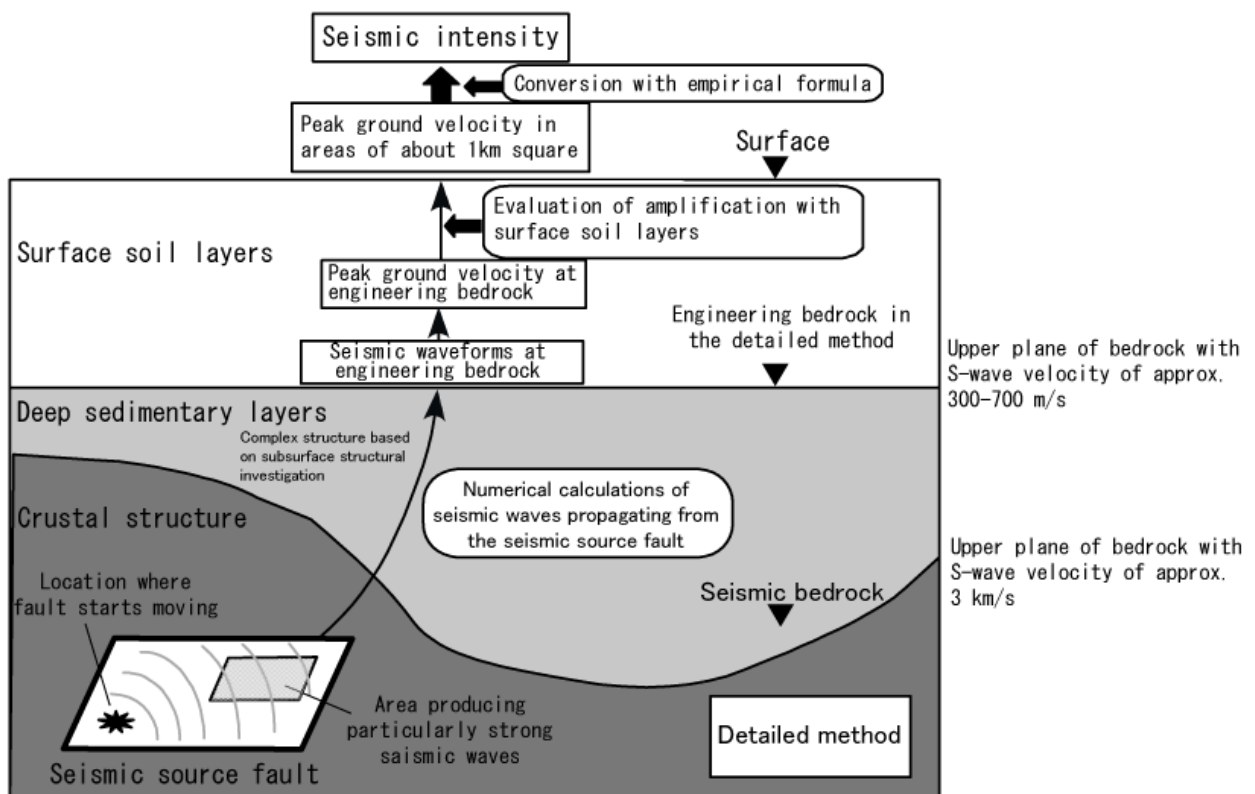 Seismic intensity
Conversion with empirical formula
Peak ground velocity in
areas of about 1km square
Surface
Evaluation of amplification with
surface soil layers
Surface soil layers
Peak ground velocity at
engineering bedrock
Engineering bedrock in
the detailed method
Seismic waveforms at
engineering bedrock
Upper plane of bedrock with
S-wave velocity of approx.
300-700 m/s
Deep sedimentary layers
Complex structure based
on subsurface structural
investigation
Numerical calculations of
seismic waves propagating from
the seismic source fault
Crustal structure
Upper plane of bedrock with
S-wave velocity of approx.
3 km/s
Location where
fault starts moving
Seismic bedrock
Area producing
particularly strong
saismic waves
Detailed method
Seismic source fault